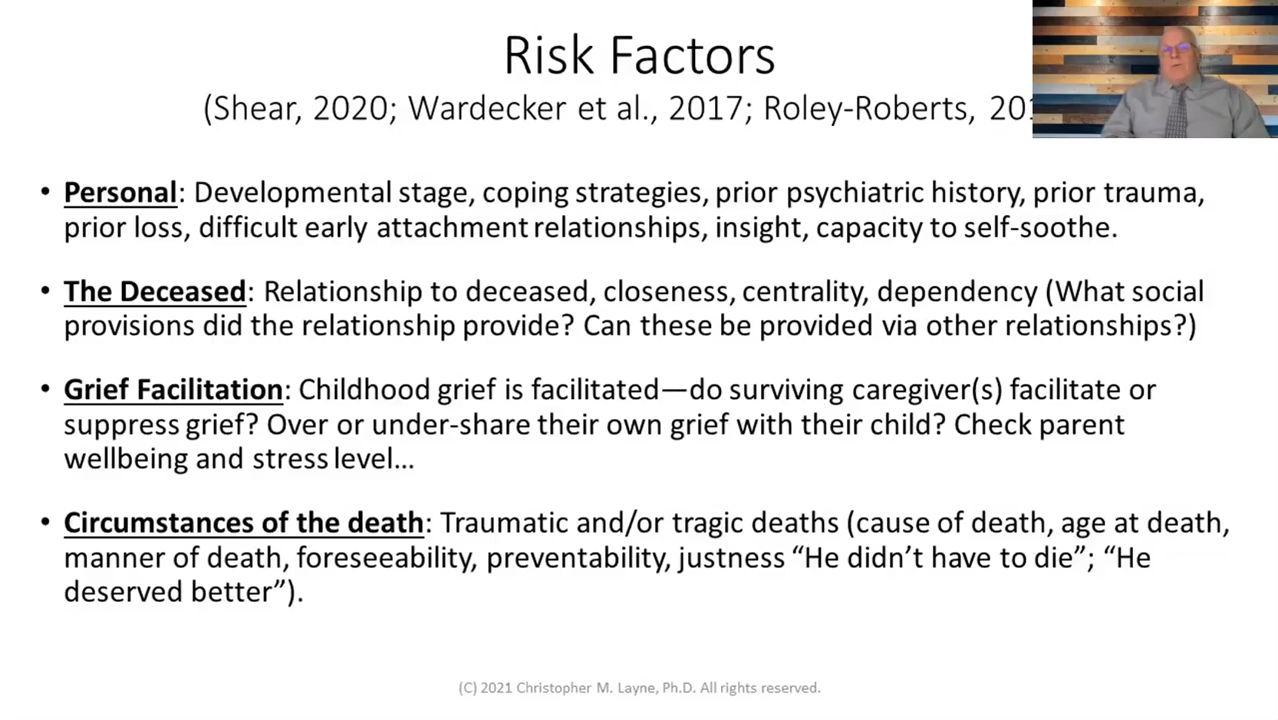 Risk Factors
(Shear, 2020; Wardecker et al., 2017; Roley-Roberts,
• Personal: Developmental stage, coping strategies, prior psychiatric history, prior trauma,
prior loss, difficult early attachment relationships, insight, capacity to self-soothe.
• The Deceased: Relationship to deceased, closeness, centrality, dependency (What social
provisions did the relationship provide? Can these be provided via other relationships?)
• Grief Facilitation: Childhood grief is facilitated—do surviving caregiver(s) facilitate or
suppress grief? Over or under-share their own grief with their child? Check parent
wellbeing and stress level…
• Circumstances of the death: Traumatic and/or tragic deaths (cause of death, age at death,
manner of death, foreseeability, preventability, justness “He didn’t have to die”; “He
deserved better”).
(C) 2021 Christopher M. Layne, Ph.D. All rights reserved.